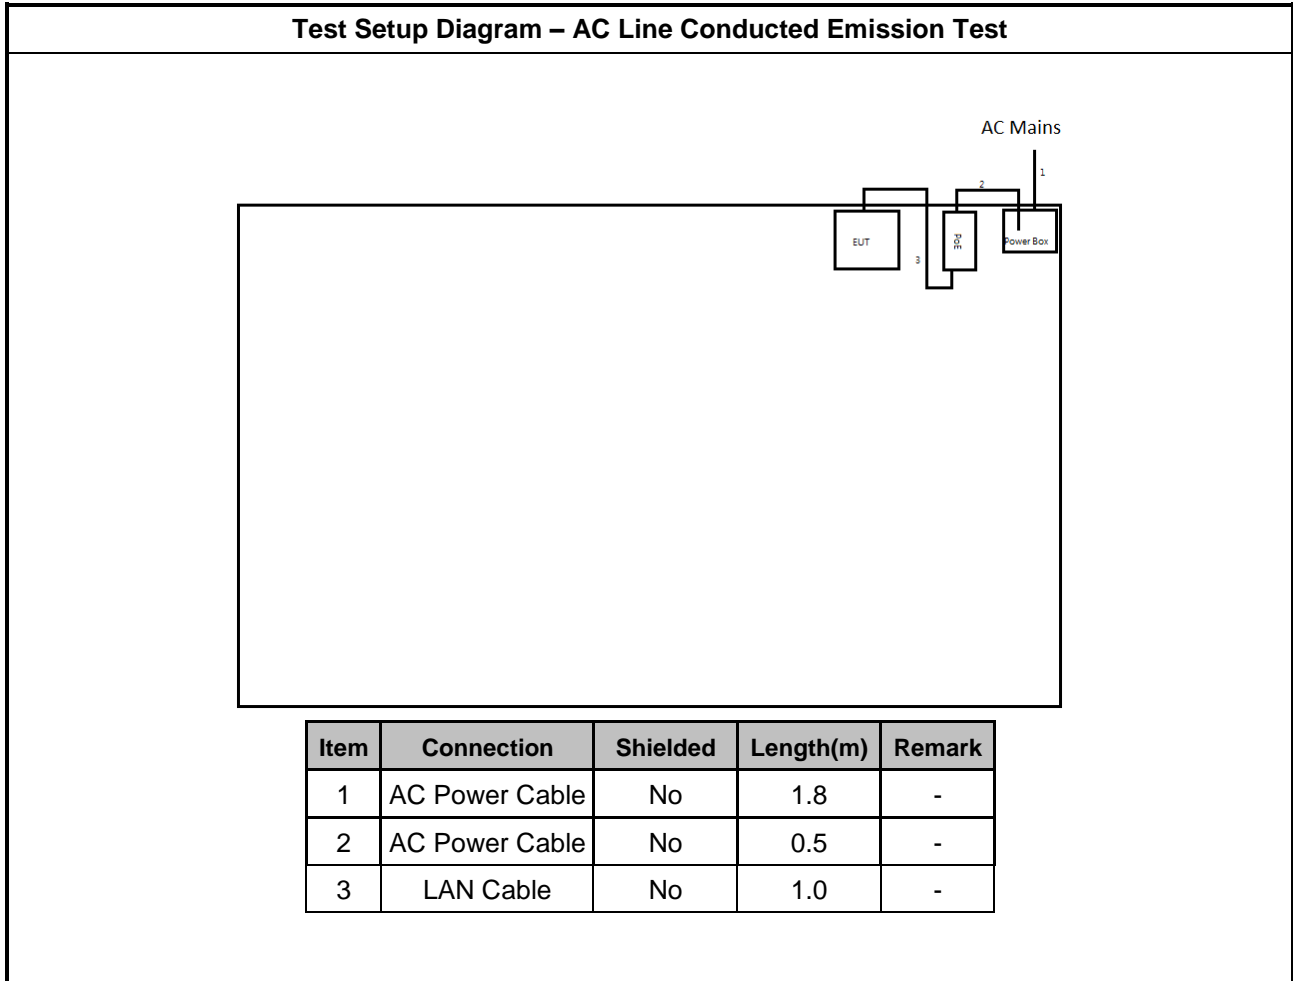 Test Setup Diagram – AC Line Conducted Emission Test
AC Mains
1
2
EUT
PoE
Power Box
3
Item Connection Shielded Length(m) Remark
1 AC Power Cable No 1.8 -
2 AC Power Cable No 0.5 -
3 LAN Cable No 1.0 -